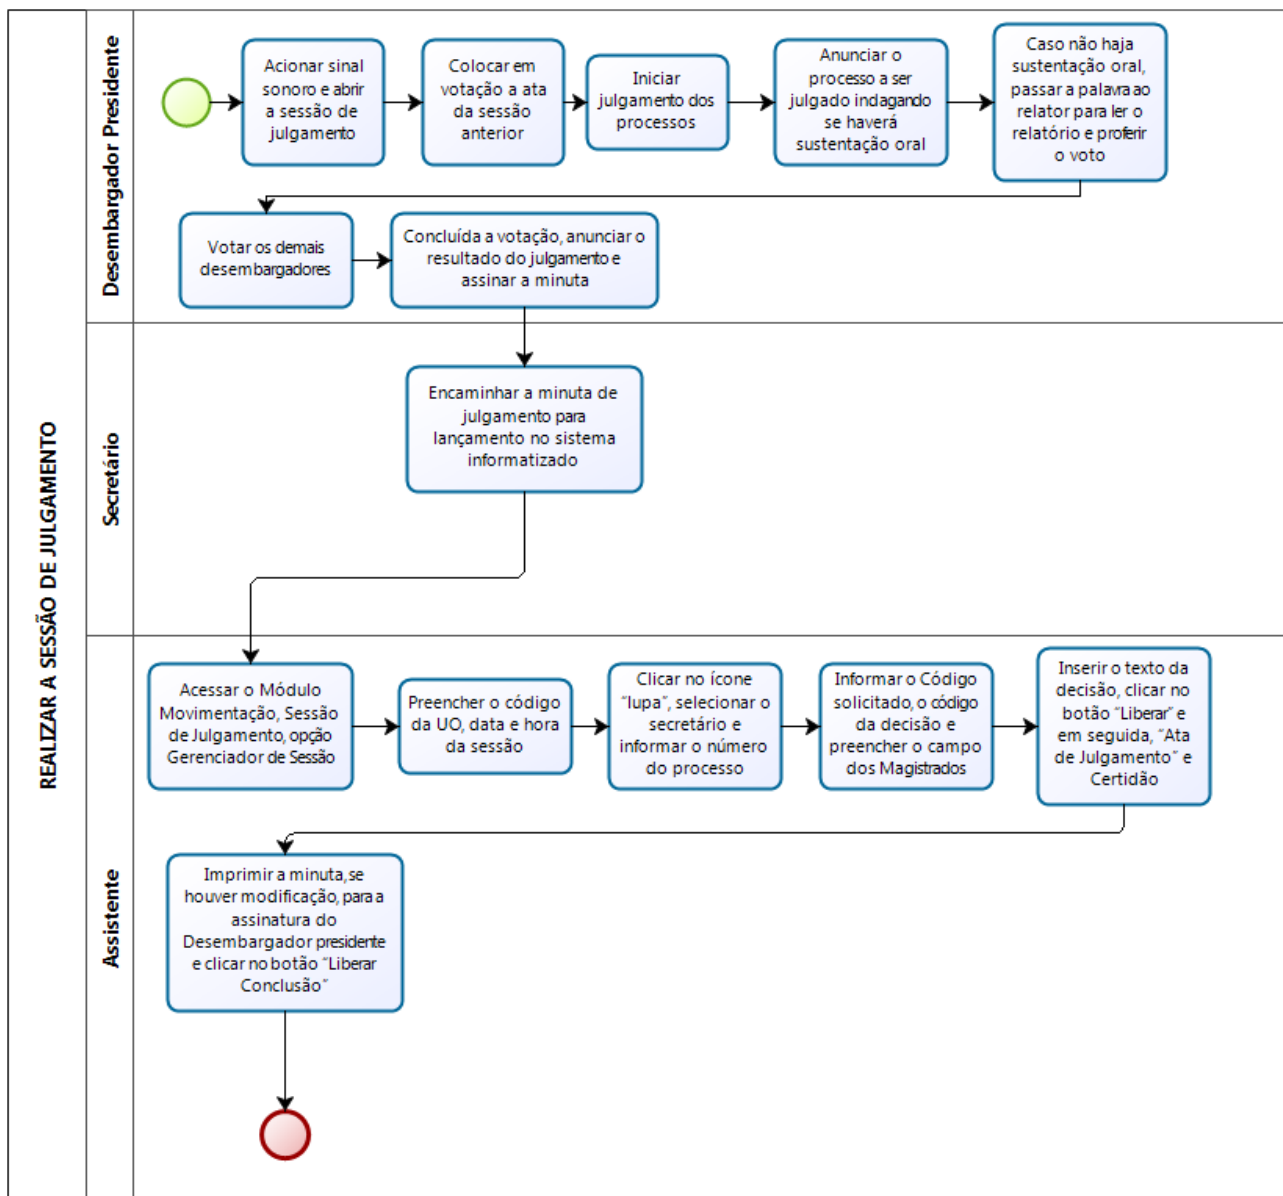 REALIZAR A SESSÃO DE JULGAMENTO
Desembargador Presidente
Acionar sinal
sonoro e abrir
a sessão de
julgamento
Colocar em
votação a ata
da sessão
anterior
Iniciar
julgamento dos
processos
Anunciar o
processo a ser
julgado indagando
se haverá
sustentação oral
Caso não haja
sustentação oral,
passar a palavra ao
relator para ler o
relatório e proferir
o voto
Votar os demais
desembargadores
Concluída a votação, anunciar o
resultado do julgamento e
assinar a minuta
Secretário
Encaminhar a minuta de
julgamento para
lançamento no sistema
informatizado
Assistente
Acessar o Módulo
Movimentação, Sessão
de Julgamento, opção
Gerenciador de Sessão
Preencher o código
da UO, data e hora
da sessão
Clicar no ícone
“lupa”, selecionar o
secretário e
informar o número
do processo
Informar o Código
solicitado, o código
da decisão e
preencher o campo
dos Magistrados
Inserir o texto da
decisão, clicar no
botão “Liberar” e
em seguida, “Ata
de Julgamento” e
Certidão
Imprimir a minuta, se
houver modificação, para a
assinatura do
Desembargador presidente
e clicar no botão “Liberar
Conclusão”